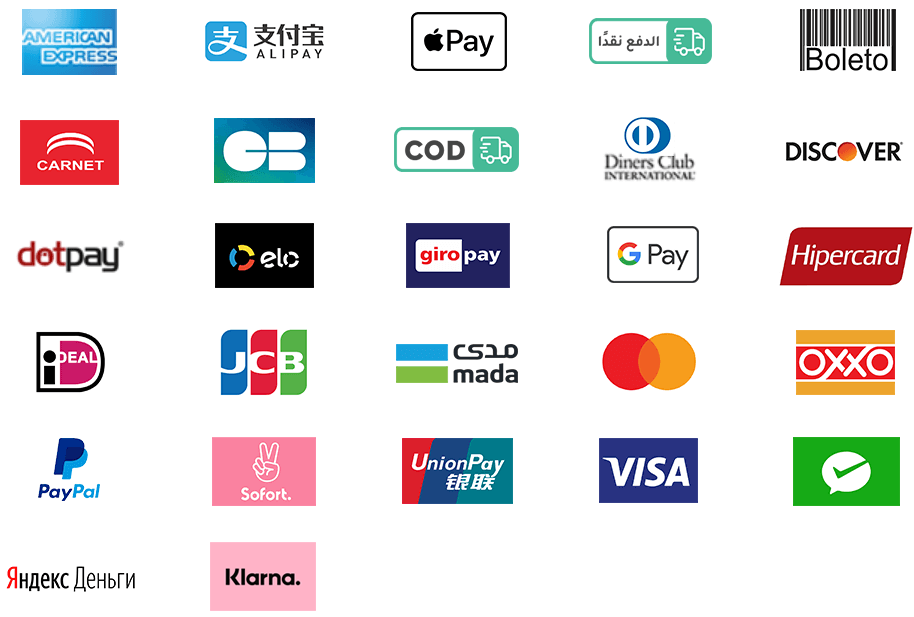 AMERICAN
EXPRESS
支付宝
ALIPAY
Pay
الدفع نقدًا
Boleto
CARNET
CB
COD
Diners Club
INTERNATIONAL®
DISCOVER®
dotpay®
elo
giro pay
G Pay
Hipercard
iDEAL
JCB
مدى
mada
OXXO
PayPal
Sofort.
UnionPay
银联
VISA
Яндекс Деньги
Klarna.